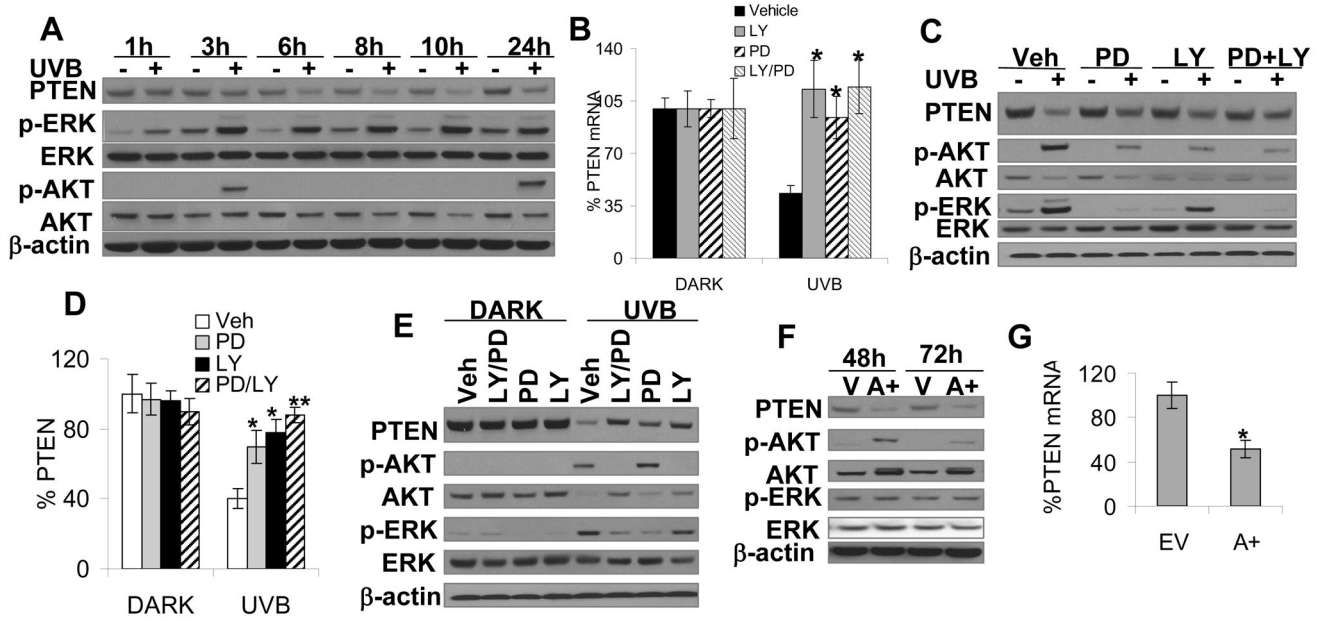 A
1h 3h 6h 8h 10h 24h
UVB - + - + - + - + - + - +
PTEN
p-ERK
ERK
p-AKT
AKT
β-actin
B
Vehicle
LY
PD
LY/PD
% PTEN mRNA
140
105
70
35
0
* * *
DARK UVB
C
Veh PD LY PD+LY
UVB - + - + - + - +
PTEN
p-AKT
AKT
p-ERK
ERK
β-actin
D
Veh
PD
LY
PD/LY
% PTEN
120
80
40
0
* * **
DARK UVB
E
DARK UVB
Veh LY/PD PD LY Veh LY/PD PD LY
PTEN
p-AKT
AKT
p-ERK
ERK
β-actin
F
48h 72h
V A+ V A+
PTEN
p-AKT
AKT
p-ERK
ERK
β-actin
G
%PTEN mRNA
120
80
40
0
*
EV A+